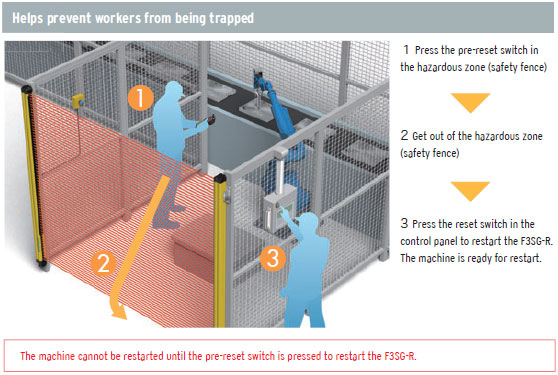 Helps prevent workers from being trapped
1 Press the pre-reset switch in
the hazardous zone (safety fence)
2 Get out of the hazardous zone
(safety fence)
3 Press the reset switch in the
control panel to restart the F3SG-R.
The machine is ready for restart.
1
2
3
The machine cannot be restarted until the pre-reset switch is pressed to restart the F3SG-R.